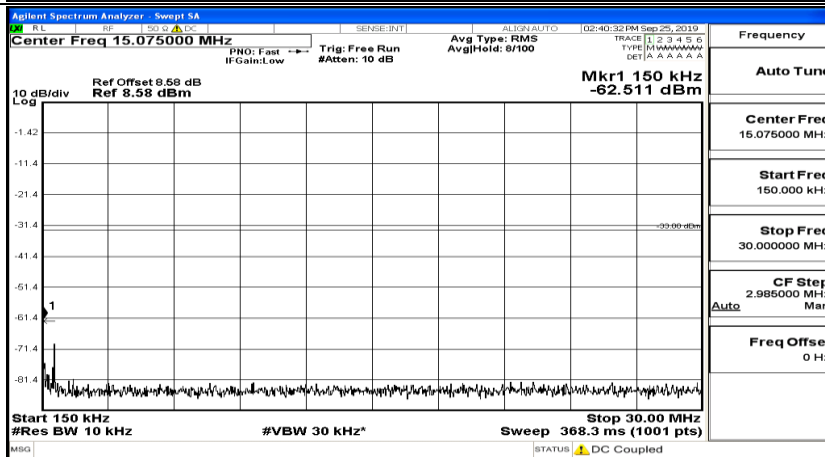 Agilent Spectrum Analyzer - Swept SA
LXI RL RF 50 Ω DC SENSE:INT ALIGN AUTO 02:40:32 PM Sep 25, 2019
Center Freq 15.075000 MHz
PNO: Fast
IFGain:Low
Trig: Free Run
#Atten: 10 dB
Avg Type: RMS
Avg|Hold: 8/100
TRACE 1 2 3 4 5 6
TYPE M WWWWW
DET A A A A A A
Ref Offset 8.58 dB
10 dB/div Ref 8.58 dBm
Log
Mkr1 150 kHz
-62.511 dBm
-1.42
-11.4
-21.4
-31.4
-33.00 dBm
-41.4
-51.4
1
-61.4
-71.4
-81.4
Start 150 kHz
Stop 30.00 MHz
#Res BW 10 kHz
#VBW 30 kHz*
Sweep 368.3 ms (1001 pts)
MSG
STATUS DC Coupled
Frequency
Auto Tune
Center Freq
15.075000 MHz
Start Freq
150.000 kHz
Stop Freq
30.000000 MHz
CF Step
2.985000 MHz
Auto Man
Freq Offset
0 Hz